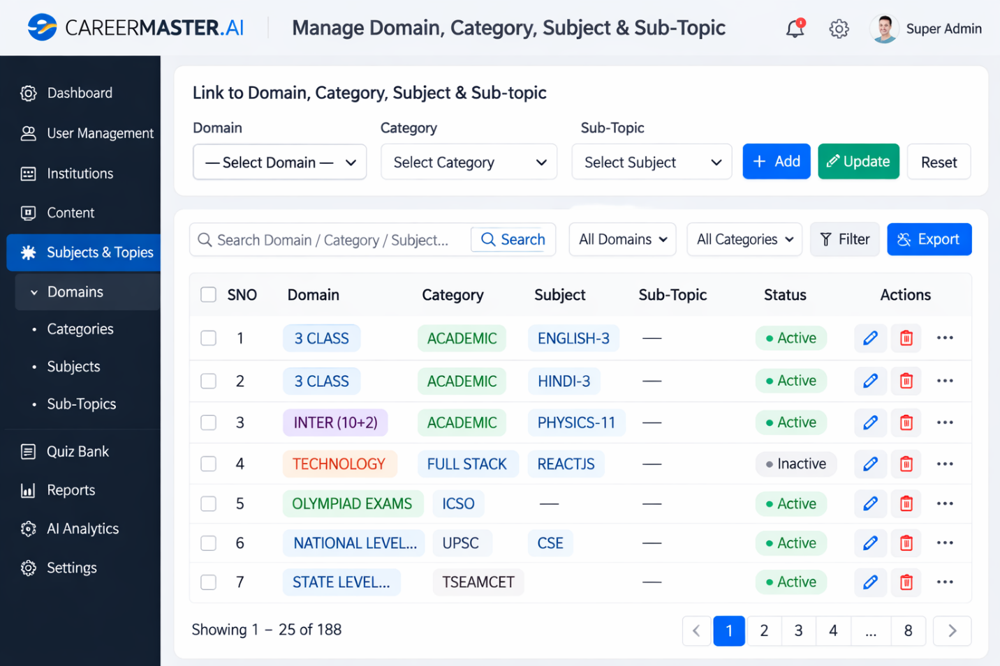 CAREERMASTER.AI
Manage Domain, Category, Subject & Sub-Topic
Super Admin
Dashboard
User Management
Institutions
Content
Subjects & Topies
Domains
• Categories
• Subjects
• Sub-Topics
Quiz Bank
Reports
AI Analytics
Settings
Link to Domain, Category, Subject & Sub-topic
Domain Category Sub-Topic
— Select Domain — Select Category Select Subject + Add Update Reset
Search Domain / Category / Subject... Search All Domains All Categories Filter Export
SNO Domain Category Subject Sub-Topic Status Actions
1 3 CLASS ACADEMIC ENGLISH-3 — Active ...
2 3 CLASS ACADEMIC HINDI-3 — Active ...
3 INTER (10+2) ACADEMIC PHYSICS-11 — Active ...
4 TECHNOLOGY FULL STACK REACTJS — Inactive ...
5 OLYMPIAD EXAMS ICSO — — Active ...
6 NATIONAL LEVEL... UPSC CSE — Active ...
7 STATE LEVEL... TSEAMCET — Active ...
Showing 1 – 25 of 188
< 1 2 3 4 ... 8 >